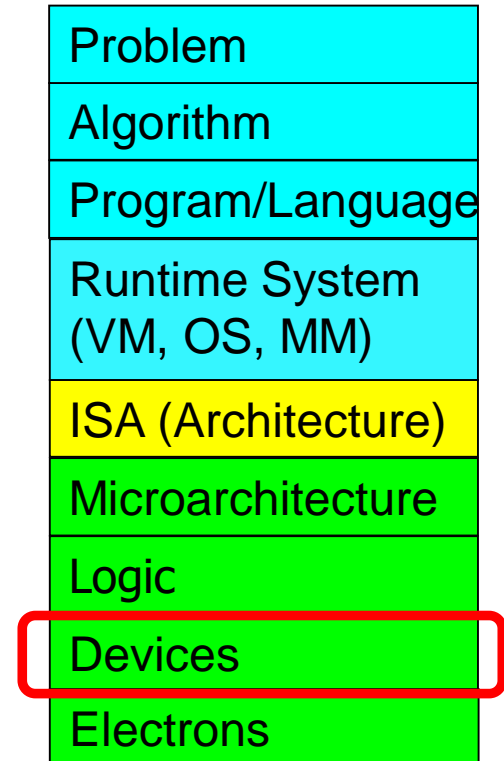 Problem
Algorithm
Program/Language
Runtime System
(VM, OS, MM)
ISA (Architecture)
Microarchitecture
Logic
Devices
Electrons